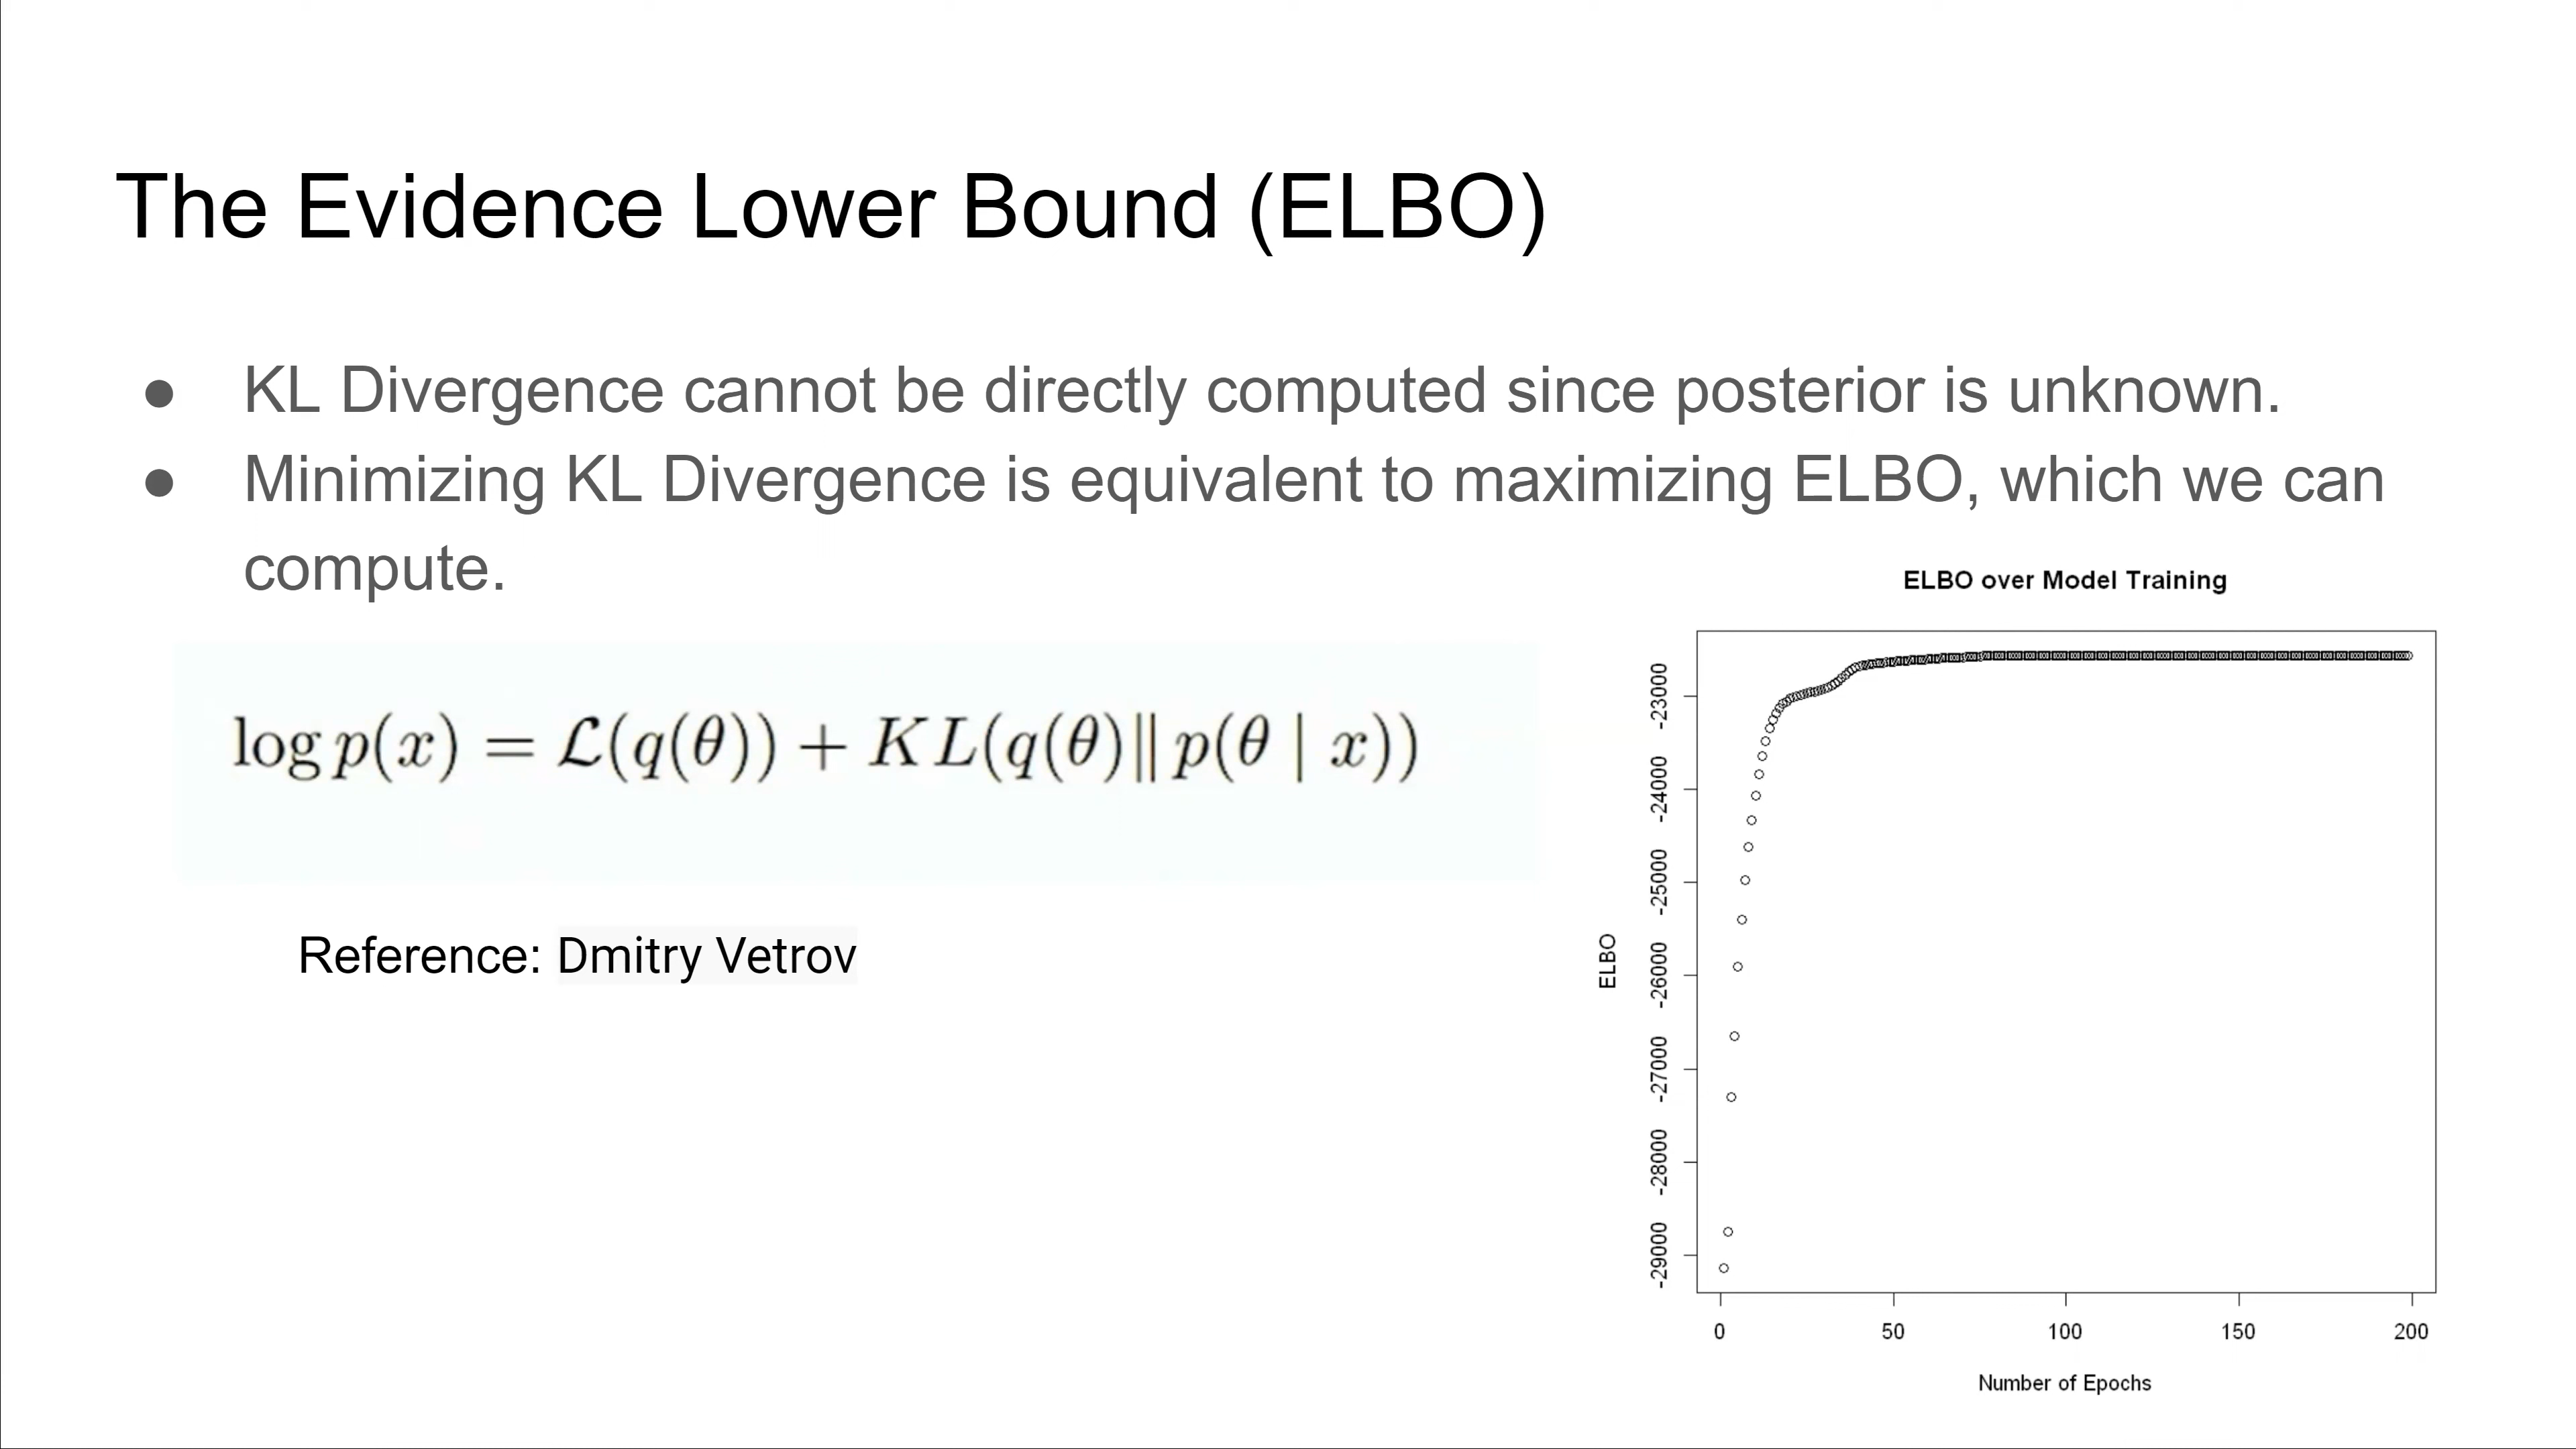 The Evidence Lower Bound (ELBO)
● KL Divergence cannot be directly computed since posterior is unknown.
● Minimizing KL Divergence is equivalent to maximizing ELBO, which we can
compute.
log p(x) = ℒ(q(θ)) + KL(q(θ)‖p(θ | x))
Reference: Dmitry Vetrov
ELBO over Model Training
ELBO
-23000
-24000
-25000
-26000
-27000
-28000
-29000
0 50 100 150 200
Number of Epochs